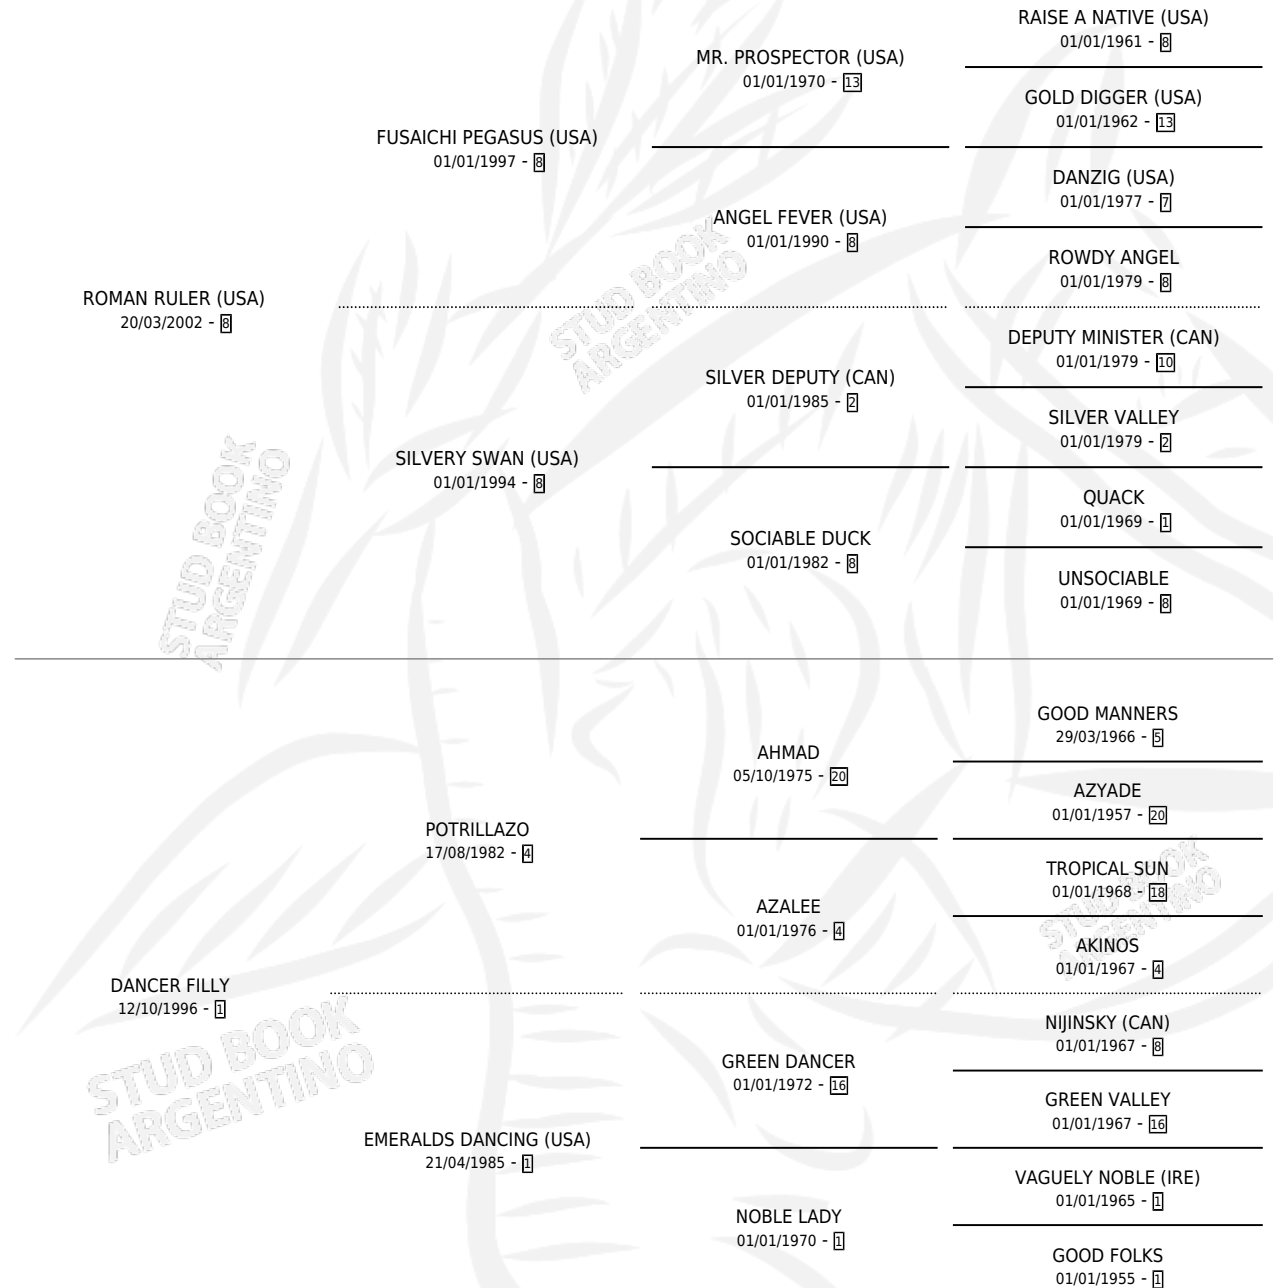 RAISE A NATIVE (USA)
01/01/1961 - 8
MR. PROSPECTOR (USA)
01/01/1970 - 13
GOLD DIGGER (USA)
01/01/1962 - 13
FUSAICHI PEGASUS (USA)
01/01/1997 - 8
DANZIG (USA)
01/01/1977 - 7
ANGEL FEVER (USA)
01/01/1990 - 8
ROWDY ANGEL
01/01/1979 - 8
STUD BOOK
ARGENTINO
ROMAN RULER (USA)
20/03/2002 - 8
DEPUTY MINISTER (CAN)
01/01/1979 - 10
SILVER DEPUTY (CAN)
01/01/1985 - 2
SILVER VALLEY
01/01/1979 - 2
SILVERY SWAN (USA)
01/01/1994 - 8
QUACK
01/01/1969 - 1
SOCIABLE DUCK
01/01/1982 - 8
UNSOCIABLE
01/01/1969 - 8
STUD BOOK
ARGENTINO
GOOD MANNERS
29/03/1966 - 5
AHMAD
05/10/1975 - 20
AZYADE
01/01/1957 - 20
POTRILLAZO
17/08/1982 - 4
TROPICAL SUN
01/01/1968 - 18
AZALEE
01/01/1976 - 4
AKINOS
01/01/1967 - 4
STUD BOOK
ARGENTINO
DANCER FILLY
12/10/1996 - 1
NIJINSKY (CAN)
01/01/1967 - 8
GREEN DANCER
01/01/1972 - 16
GREEN VALLEY
01/01/1967 - 16
STUD BOOK
ARGENTINO
EMERALDS DANCING (USA)
21/04/1985 - 1
VAGUELY NOBLE (IRE)
01/01/1965 - 1
NOBLE LADY
01/01/1970 - 1
GOOD FOLKS
01/01/1955 - 1